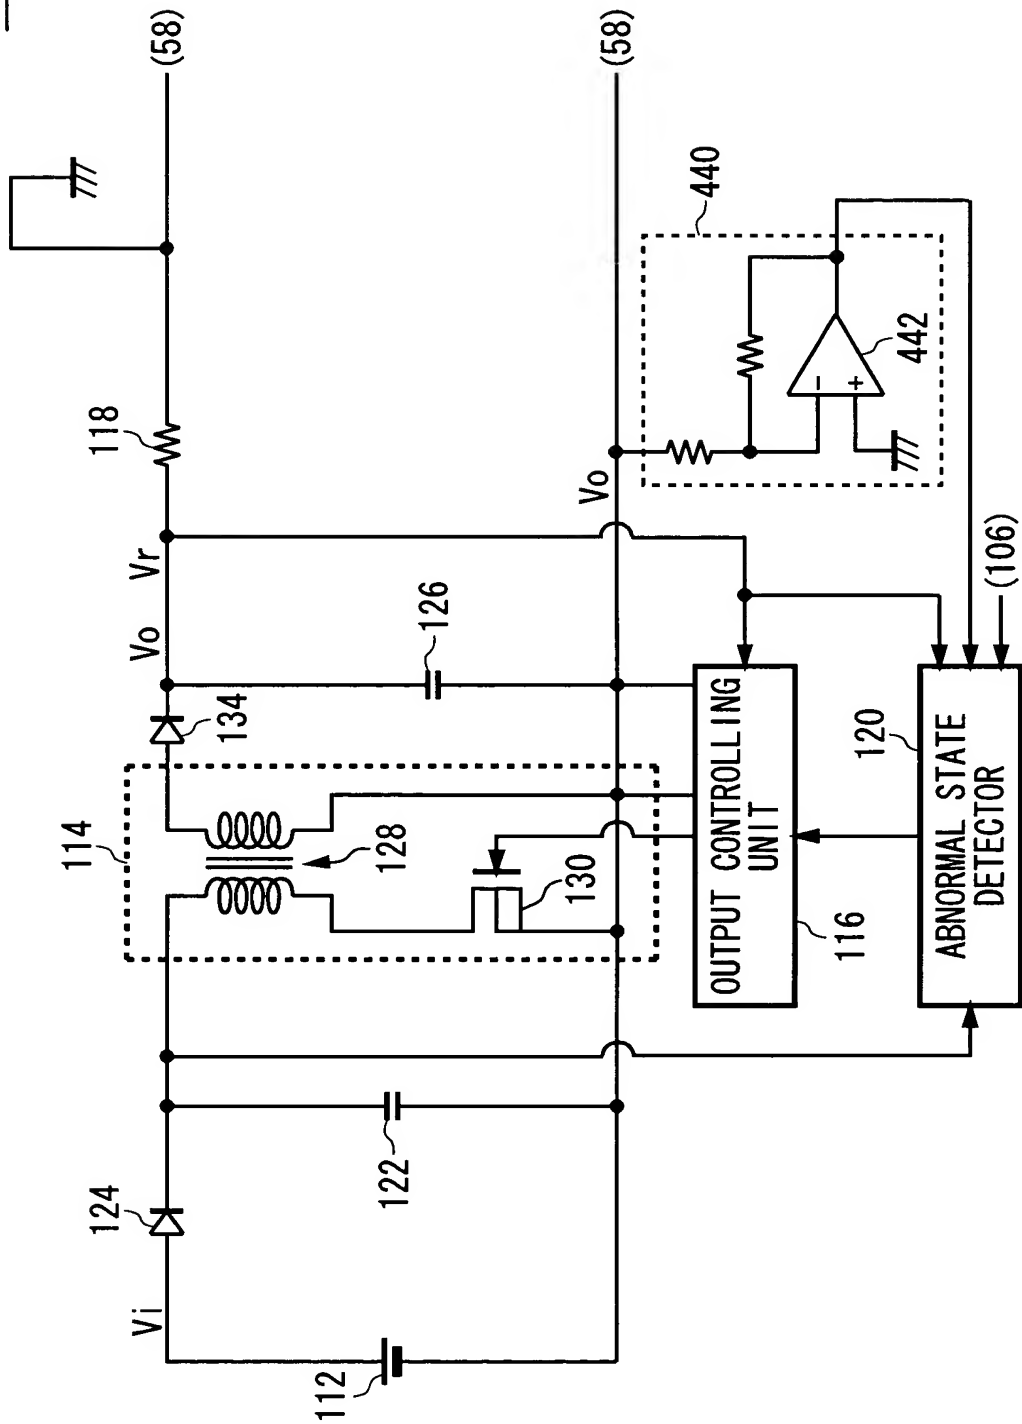 (58)
118
Vr
Vo
134
114
124
Vi
126
128
130
122
112
(58)
Vo
440
442
−
+
OUTPUT CONTROLLING
UNIT
116
120
ABNORMAL STATE
DETECTOR
(106)